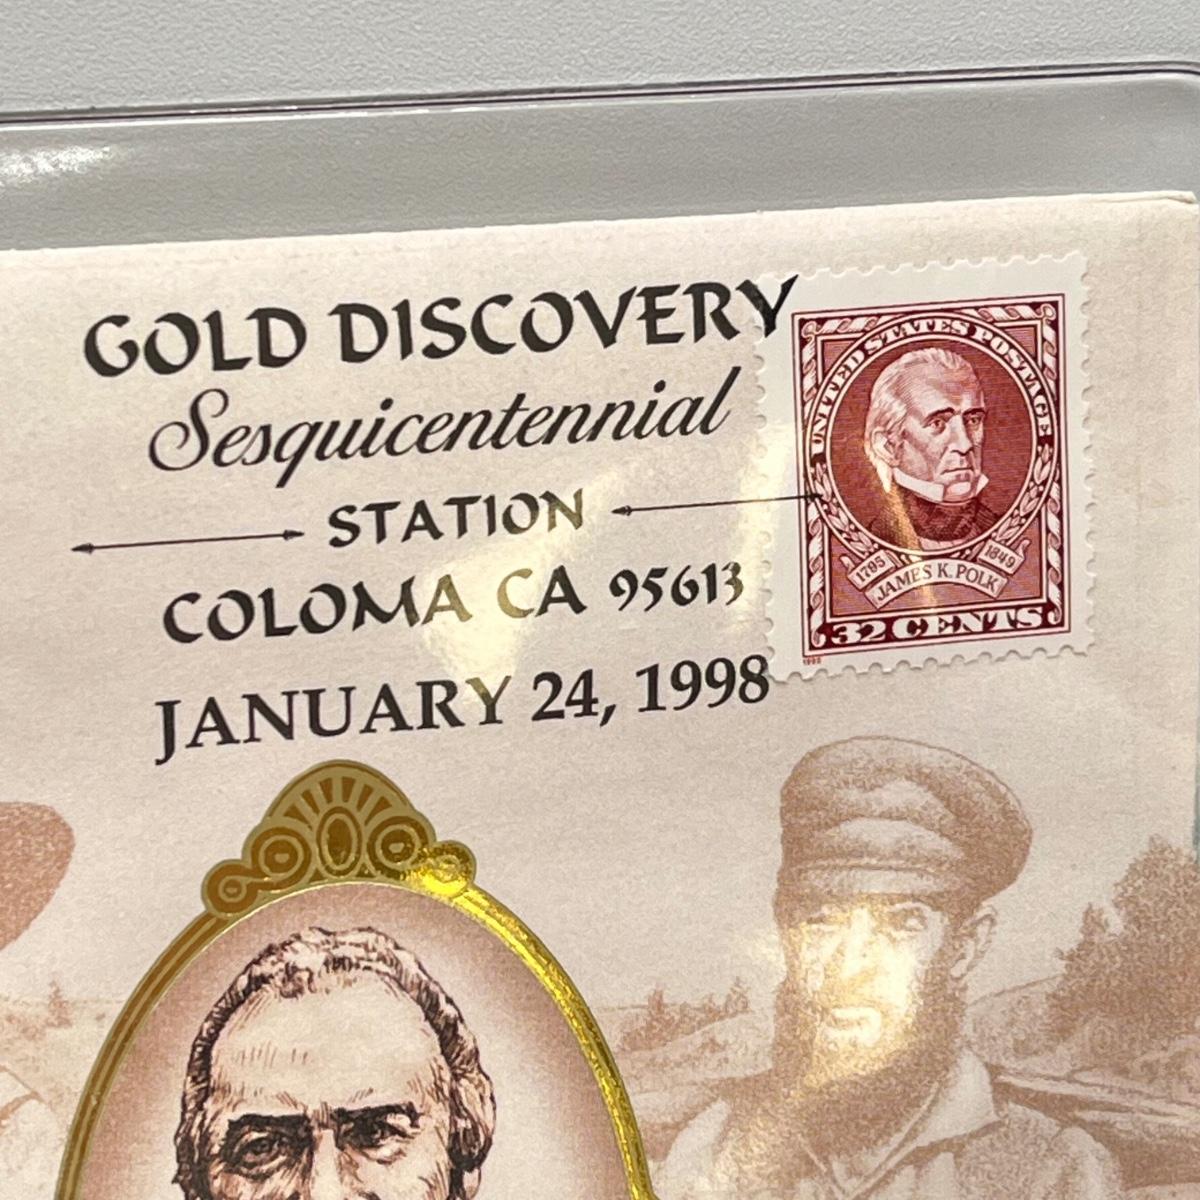 GOLD DISCOVERY
Sesquicentennial
STATION
COLOMA CA 95613
JANUARY 24, 1998
UNITED STATES POSTAGE
1795
1849
JAMES K. POLK
32 CENTS
1995